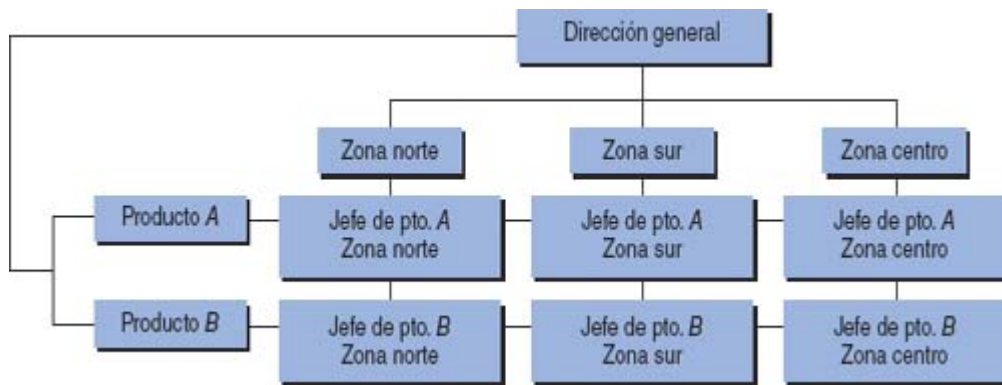 Dirección general
Zona norte
Zona sur
Zona centro
Producto A
Jefe de pto. A
Zona norte
Jefe de pto. A
Zona sur
Jefe de pto. A
Zona centro
Producto B
Jefe de pto. B
Zona norte
Jefe de pto. B
Zona sur
Jefe de pto. B
Zona centro